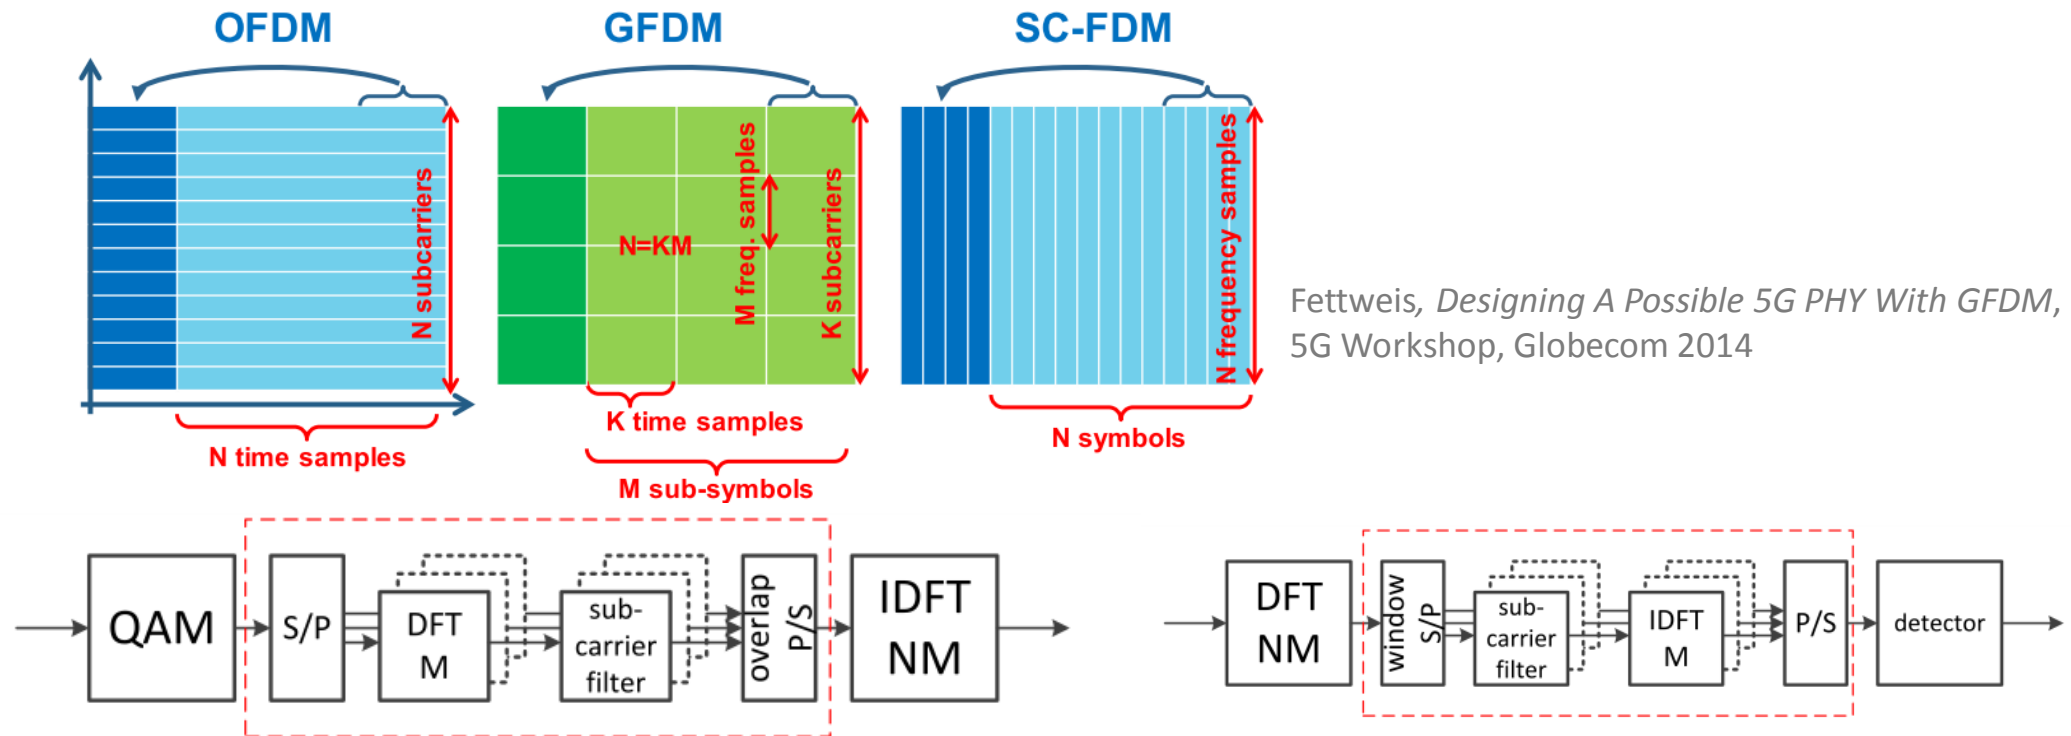 OFDM
GFDM
SC-FDM
N subcarriers
N=KM
M freq. samples
K subcarriers
N frequency samples
Fettweis, Designing A Possible 5G PHY With GFDM,
5G Workshop, Globecom 2014
N time samples
K time samples
M sub-symbols
N symbols
QAM
S/P
DFT
M
sub-
carrier
filter
overlap
P/S
IDFT
NM
DFT
NM
window
S/P
sub-
carrier
filter
IDFT
M
P/S
detector